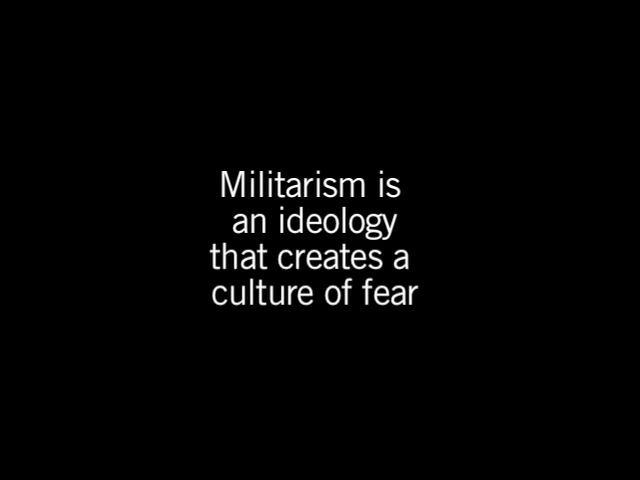 Militarism is
an ideology
that creates a
culture of fear